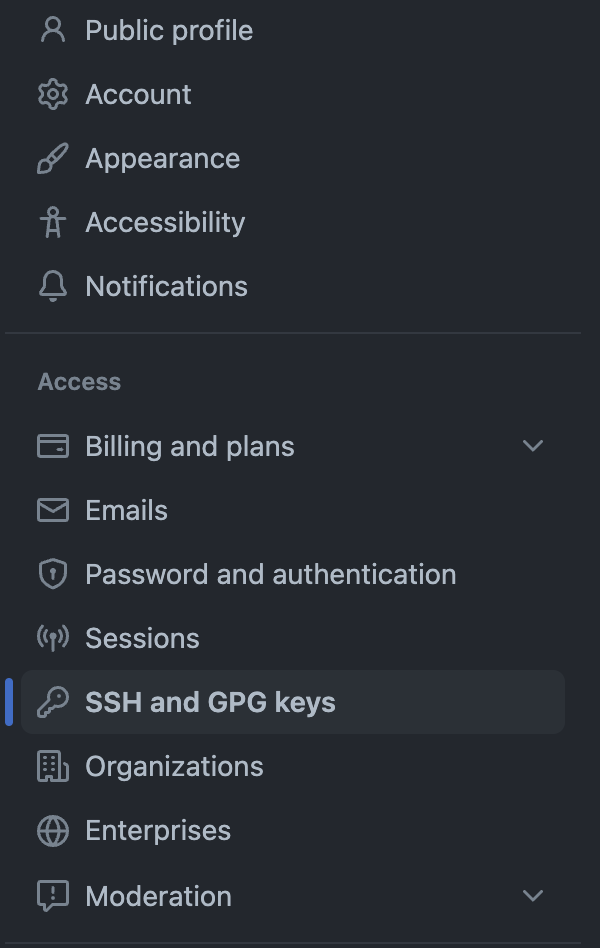 Public profile
Account
Appearance
Accessibility
Notifications
Access
Billing and plans
Emails
Password and authentication
Sessions
SSH and GPG keys
Organizations
Enterprises
Moderation